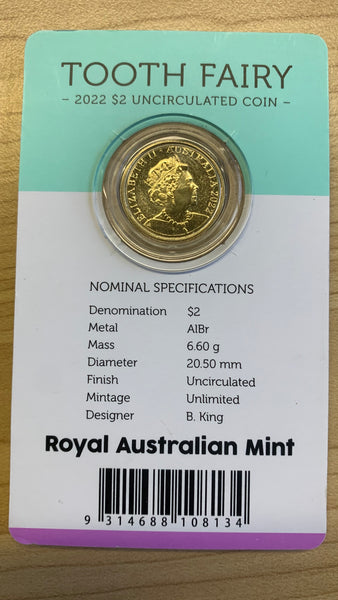 TOOTH FAIRY
– 2022 $2 UNCIRCULATED COIN –
ELIZABETH II · AUSTRALIA 2022
NOMINAL SPECIFICATIONS
Denomination $2
Metal AlBr
Mass 6.60 g
Diameter 20.50 mm
Finish Uncirculated
Mintage Unlimited
Designer B. King
Royal Australian Mint
9 314688 108134